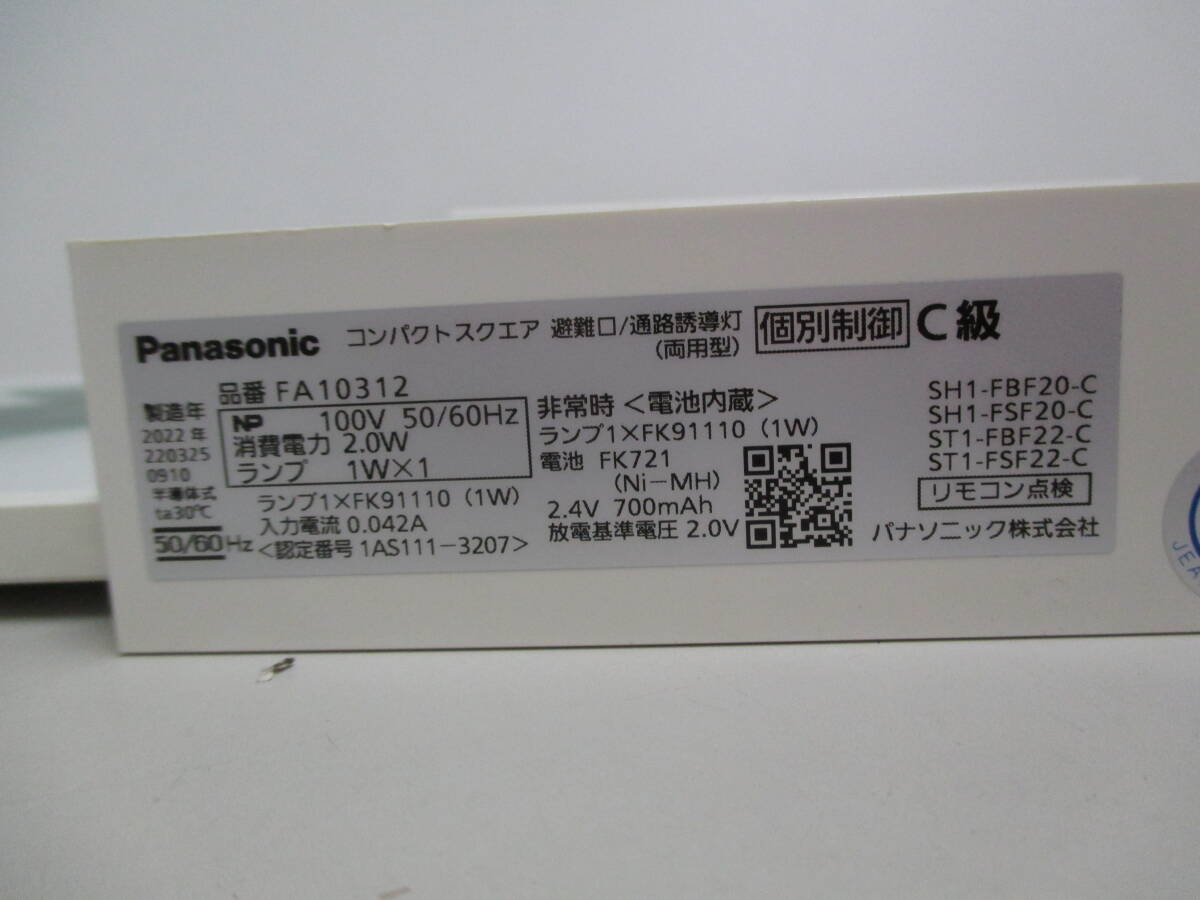 Panasonic コンパクトスクエア 避難口/通路誘導灯 個別制御 C級
(両用型)
品番 FA10312
製造年
2022年
220325
0910
半導体式
ta30℃
50/60Hz
NP 100V 50/60Hz
消費電力 2.0W
ランプ 1W×1
ランプ1×FK91110 (1W)
入力電流 0.042A
<認定番号 1AS111-3207>
非常時 <電池内蔵>
ランプ1×FK91110 (1W)
電池 FK721
(Ni-MH)
2.4V 700mAh
放電基準電圧 2.0V
SH1-FBF20-C
SH1-FSF20-C
ST1-FBF22-C
ST1-FSF22-C
リモコン点検
パナソニック株式会社
JEA